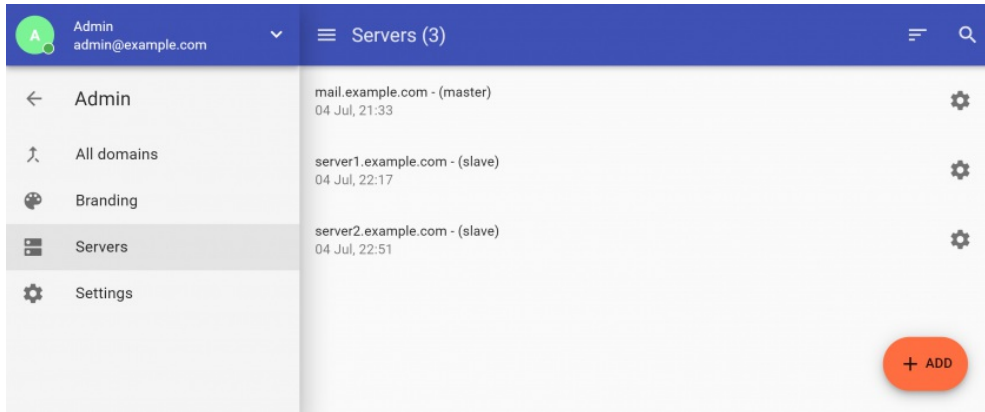 A
Admin
admin@example.com
Servers (3)
Admin
All domains
Branding
Servers
Settings
mail.example.com - (master)
04 Jul, 21:33
server1.example.com - (slave)
04 Jul, 22:17
server2.example.com - (slave)
04 Jul, 22:51
+ ADD